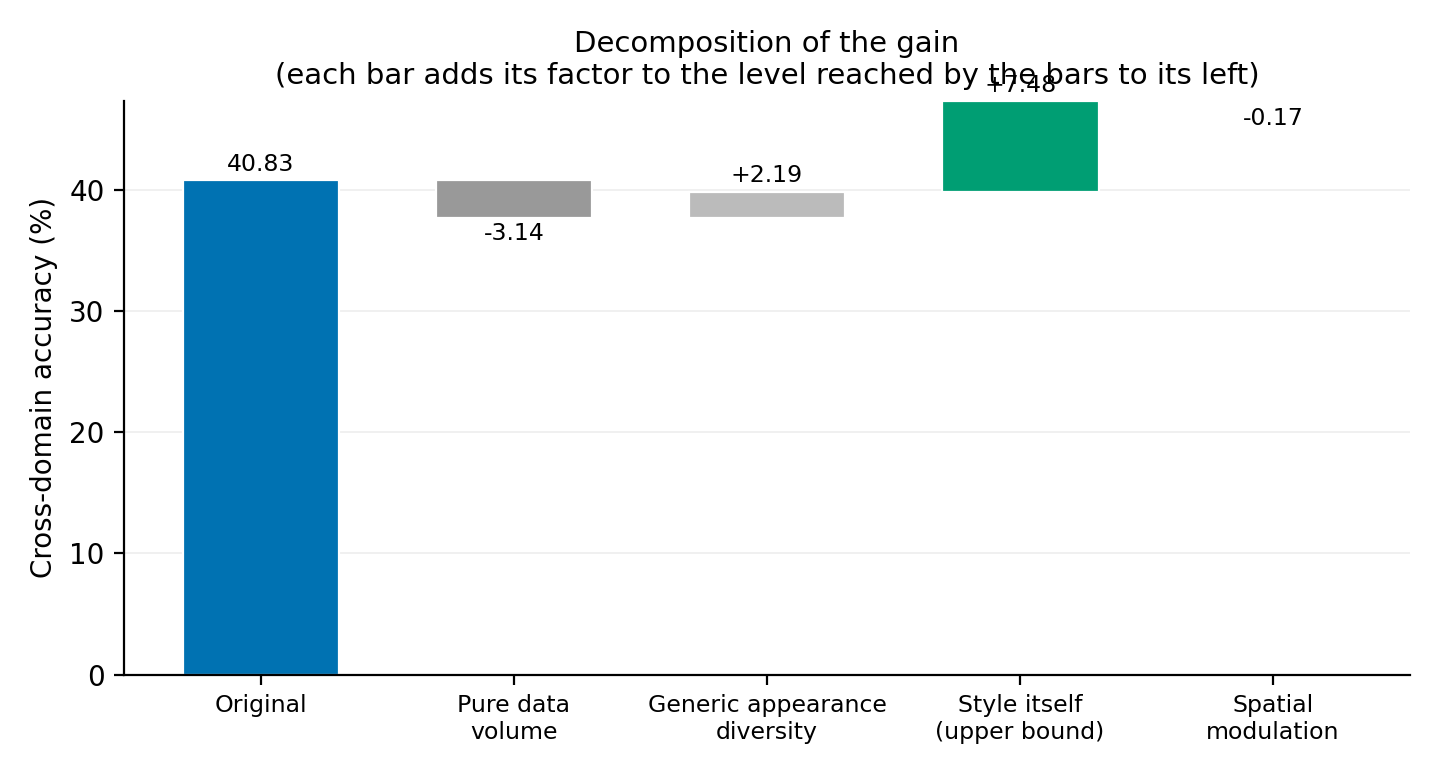 Decomposition of the gain
(each bar adds its factor to the level reached by the bars to its left)
+7.48
-0.17
40.83
+2.19
-3.14
Cross-domain accuracy (%)
40
30
20
10
0
Original
Pure data
volume
Generic appearance
diversity
Style itself
(upper bound)
Spatial
modulation